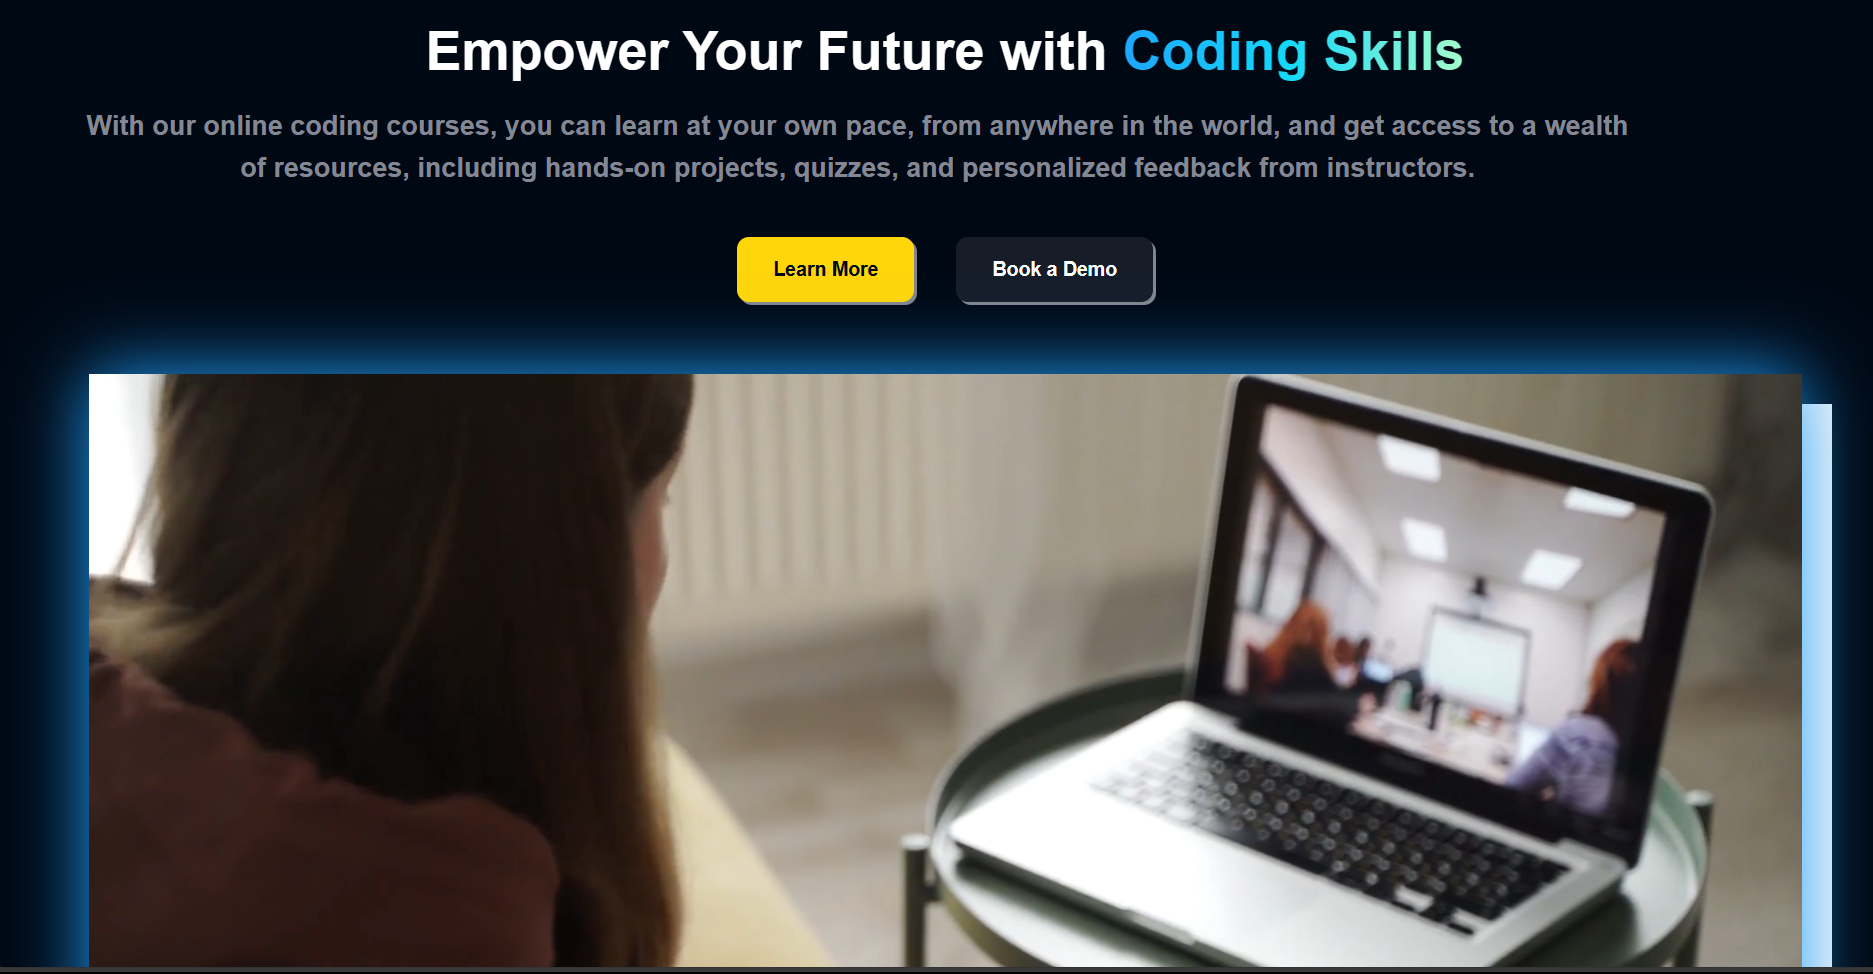 Empower Your Future with Coding Skills
With our online coding courses, you can learn at your own pace, from anywhere in the world, and get access to a wealth
of resources, including hands-on projects, quizzes, and personalized feedback from instructors.
Learn More
Book a Demo